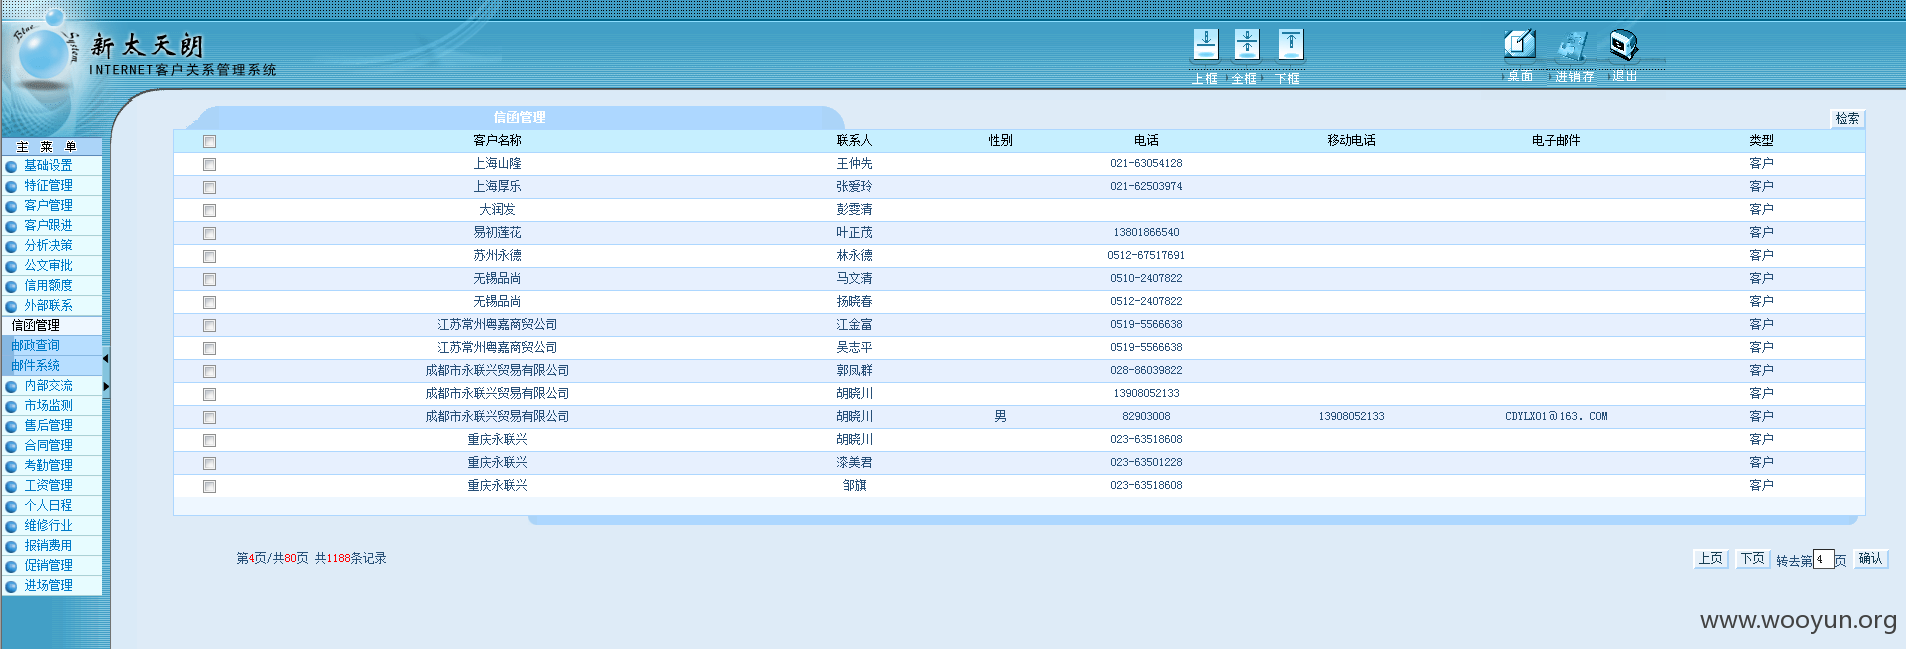 Blue System
新太天朗
INTERNET客户关系管理系统
上框 全框 下框
桌面 进销存 退出
主 菜 单
基础设置
特征管理
客户管理
客户跟进
分析决策
公文审批
信用额度
外部联系
信函管理
邮政查询
邮件系统
内部交流
市场监测
售后管理
合同管理
考勤管理
工资管理
个人日程
维修行业
报销费用
促销管理
进场管理
信函管理
检索
客户名称 联系人 性别 电话 移动电话 电子邮件 类型
上海山隆 王仲先 021-63054128 客户
上海厚乐 张爱玲 021-62503974 客户
大润发 彭雯清 客户
易初莲花 叶正茂 13801866540 客户
苏州永德 林永德 0512-67517691 客户
无锡品尚 马文清 0510-2407822 客户
无锡品尚 扬晓春 0512-2407822 客户
江苏常州粤嘉商贸公司 江金富 0519-5566638 客户
江苏常州粤嘉商贸公司 吴志平 0519-5566638 客户
成都市永联兴贸易有限公司 郭凤群 028-86039822 客户
成都市永联兴贸易有限公司 胡晓川 13908052133 客户
成都市永联兴贸易有限公司 胡晓川 男 82903008 13908052133 CDYLX01@163.COM 客户
重庆永联兴 胡晓川 023-63518608 客户
重庆永联兴 漆美君 023-63501228 客户
重庆永联兴 邹旗 023-63518608 客户
第4页/共80页 共1188条记录
上页 下页 转去第4页 确认
www.wooyun.org